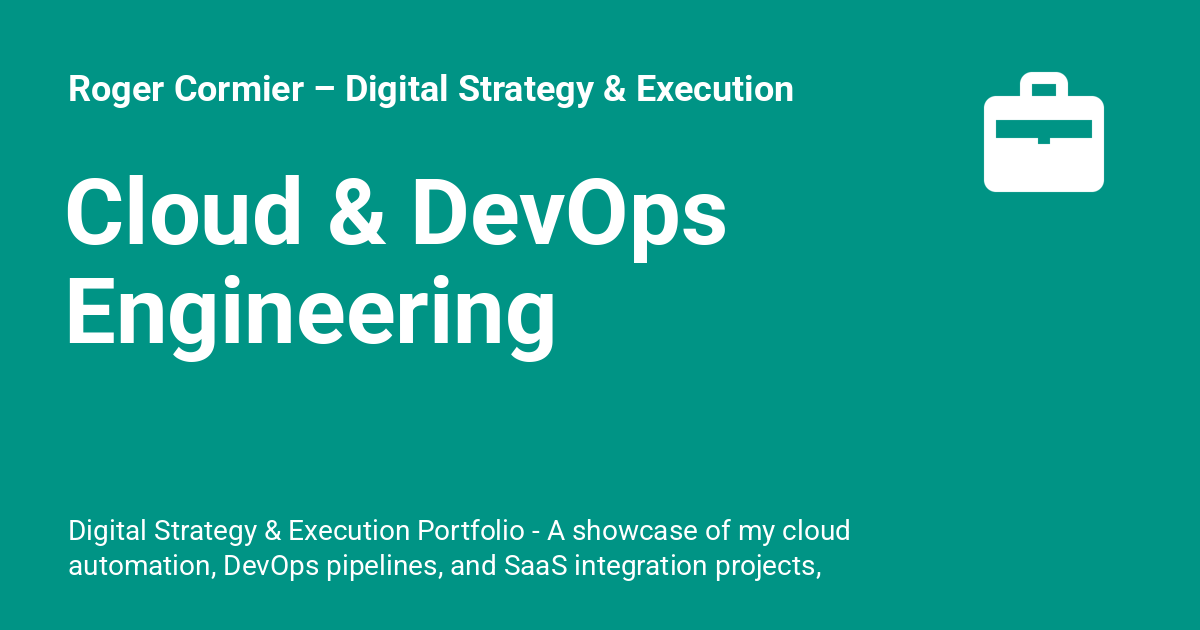 Roger Cormier – Digital Strategy & Execution
Cloud & DevOps
Engineering
Digital Strategy & Execution Portfolio - A showcase of my cloud
automation, DevOps pipelines, and SaaS integration projects,